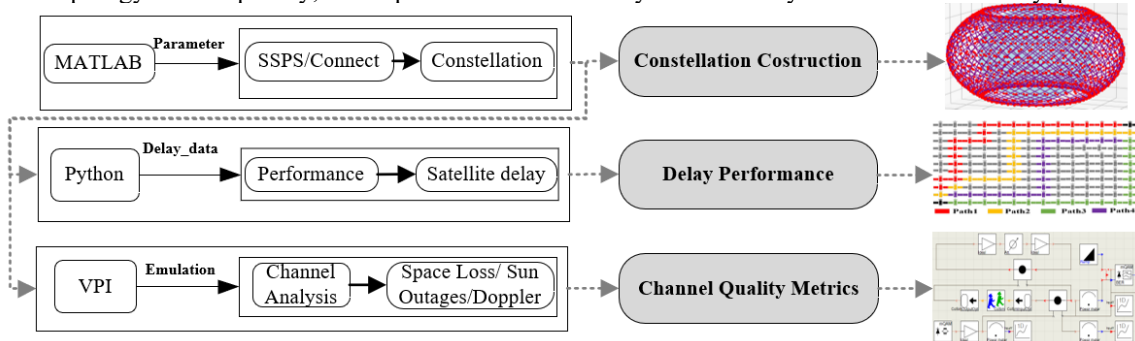 Parameter
MATLAB
SSPS/Connect
Constellation
Constellation Costruction
Delay_data
Python
Performance
Satellite delay
Delay Performance
Path1 Path2 Path3 Path4
Emulation
VPI
Channel
Analysis
Space Loss/ Sun
Outages/Doppler
Channel Quality Metrics